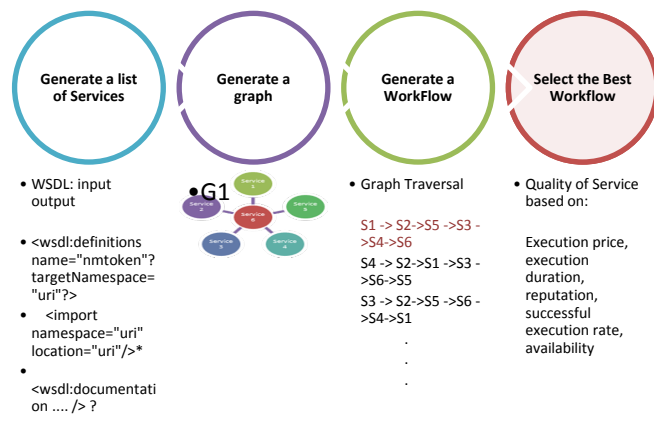 Generate a list
of Services
Generate a
graph
Generate a
WorkFlow
Select the Best
Workflow
• WSDL: input
output
• <wsdl:definitions
name="nmtoken"?
targetNamespace=
"uri"?>
• <import
namespace="uri"
location="uri"/>*
•
<wsdl:documentati
on .... /> ?
•G1
Service
1
Service
2
Service
5
Service
6
Service
3
Service
4
• Graph Traversal
S1 -> S2->S5 ->S3 -
>S4->S6
S4 -> S2->S1 ->S3 -
>S6->S5
S3 -> S2->S5 ->S6 -
>S4->S1
.
.
.
• Quality of Service
based on:
Execution price,
execution
duration,
reputation,
successful
execution rate,
availability